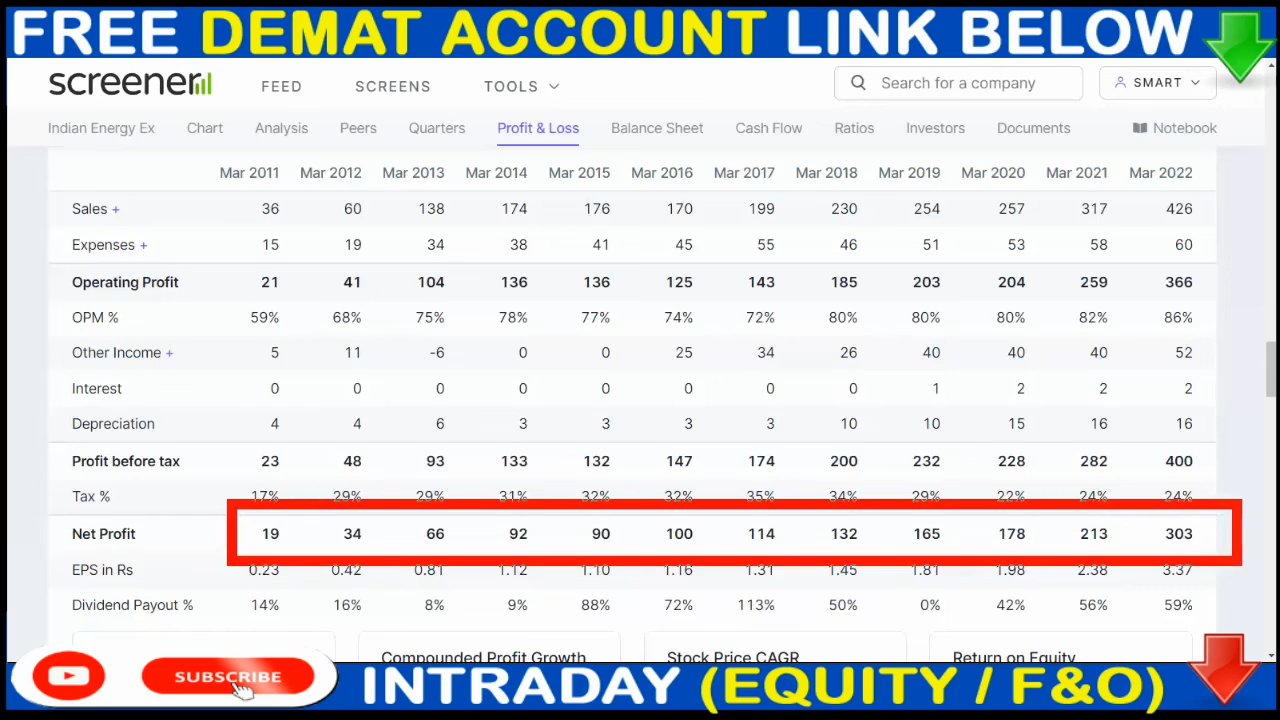 FREE DEMAT ACCOUNT LINK BELOW
screener FEED SCREENS TOOLS Search for a company SMART
Indian Energy Ex Chart Analysis Peers Quarters Profit & Loss Balance Sheet Cash Flow Ratios Investors Documents Notebook
Mar 2011 Mar 2012 Mar 2013 Mar 2014 Mar 2015 Mar 2016 Mar 2017 Mar 2018 Mar 2019 Mar 2020 Mar 2021 Mar 2022
Sales + 36 60 138 174 176 170 199 230 254 257 317 426
Expenses + 15 19 34 38 41 45 55 46 51 53 58 60
Operating Profit 21 41 104 136 136 125 143 185 203 204 259 366
OPM % 59% 68% 75% 78% 77% 74% 72% 80% 80% 80% 82% 86%
Other Income + 5 11 -6 0 0 25 34 26 40 40 40 52
Interest 0 0 0 0 0 0 0 0 1 2 2 2
Depreciation 4 4 6 3 3 3 3 10 10 15 16 16
Profit before tax 23 48 93 133 132 147 174 200 232 228 282 400
Tax % 17% 29% 29% 31% 32% 32% 35% 34% 29% 22% 24% 24%
Net Profit 19 34 66 92 90 100 114 132 165 178 213 303
EPS in Rs 0.23 0.42 0.81 1.12 1.10 1.16 1.31 1.45 1.81 1.98 2.38 3.37
Dividend Payout % 14% 16% 8% 9% 88% 72% 113% 50% 0% 42% 56% 59%
Compounded Profit Growth Stock Price CAGR Return on Equity
SUBSCRIBE
INTRADAY (EQUITY / F&O)